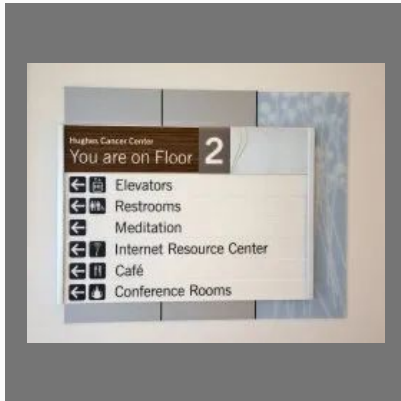 Hughes Cancer Center
You are on Floor 2
Elevators
Restrooms
Meditation
Internet Resource Center
Café
Conference Rooms